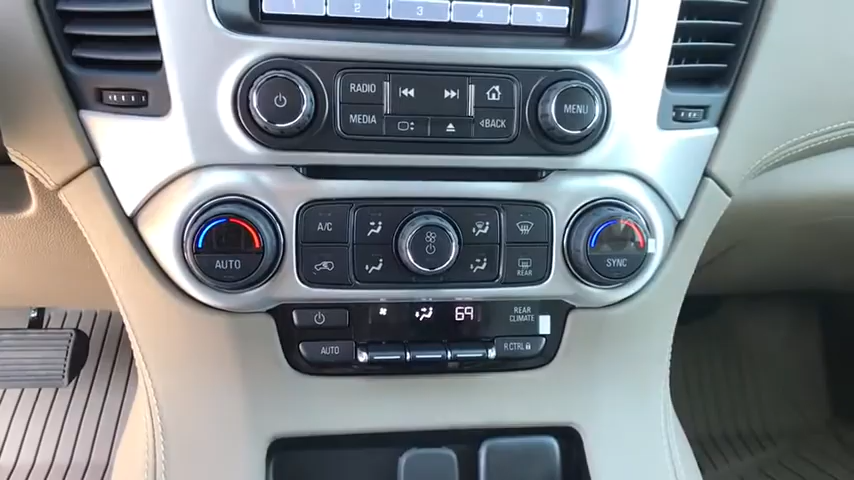 1 2 3 4 5
RADIO
MENU
MEDIA
BACK
A/C
AUTO
SYNC
REAR
69
REAR
CLIMATE
AUTO
RCTRL